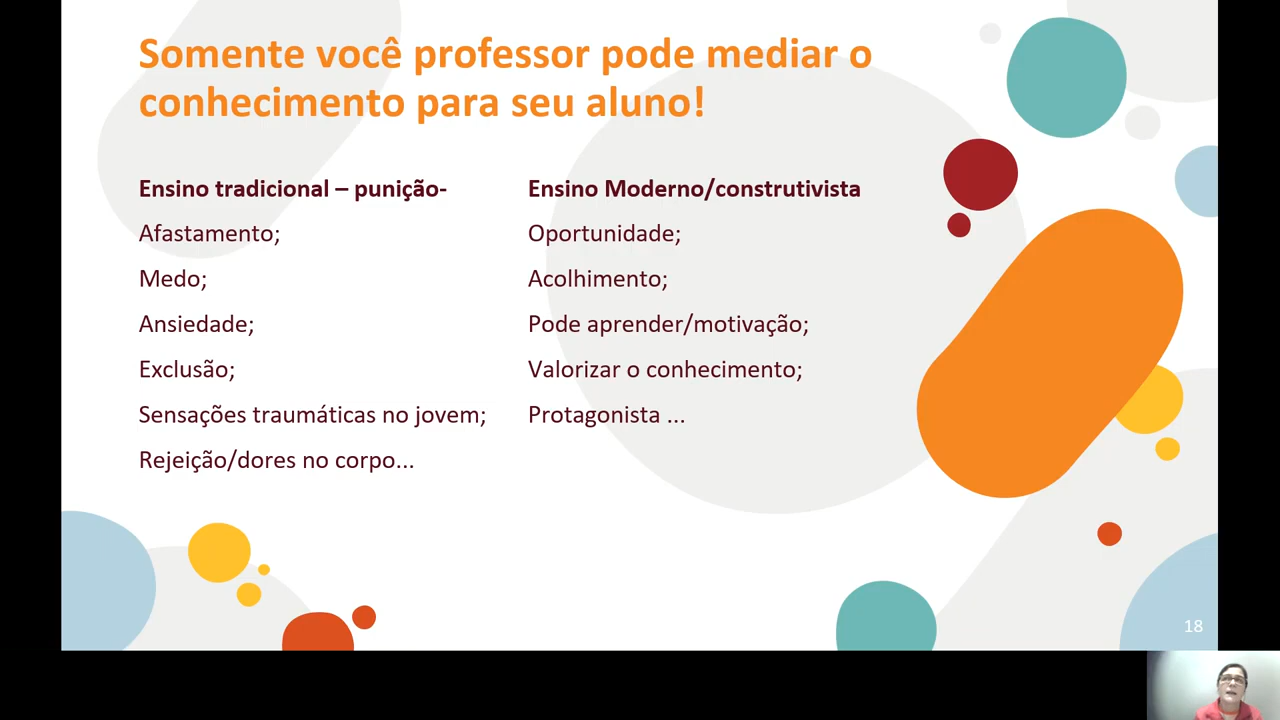 Somente você professor pode mediar o
conhecimento para seu aluno!
Ensino tradicional – punição-
Afastamento;
Medo;
Ansiedade;
Exclusão;
Sensações traumáticas no jovem;
Rejeição/dores no corpo...
Ensino Moderno/construtivista
Oportunidade;
Acolhimento;
Pode aprender/motivação;
Valorizar o conhecimento;
Protagonista ...
18